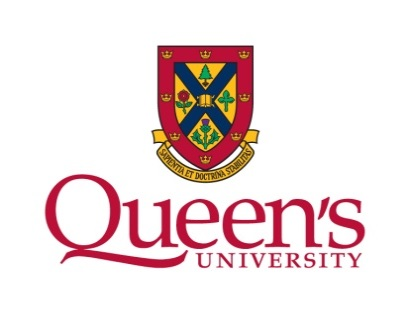 SAPIENTIA ET DOCTRINA STABILITAS
Queen's
UNIVERSITY